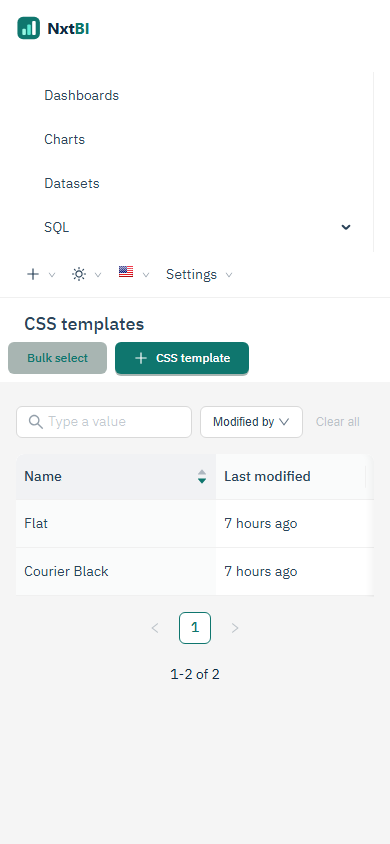 NxtBI
Dashboards
Charts
Datasets
SQL
Settings
CSS templates
Bulk select
CSS template
Type a value
Modified by
Clear all
Name
Last modified
Flat
7 hours ago
Courier Black
7 hours ago
1
1-2 of 2